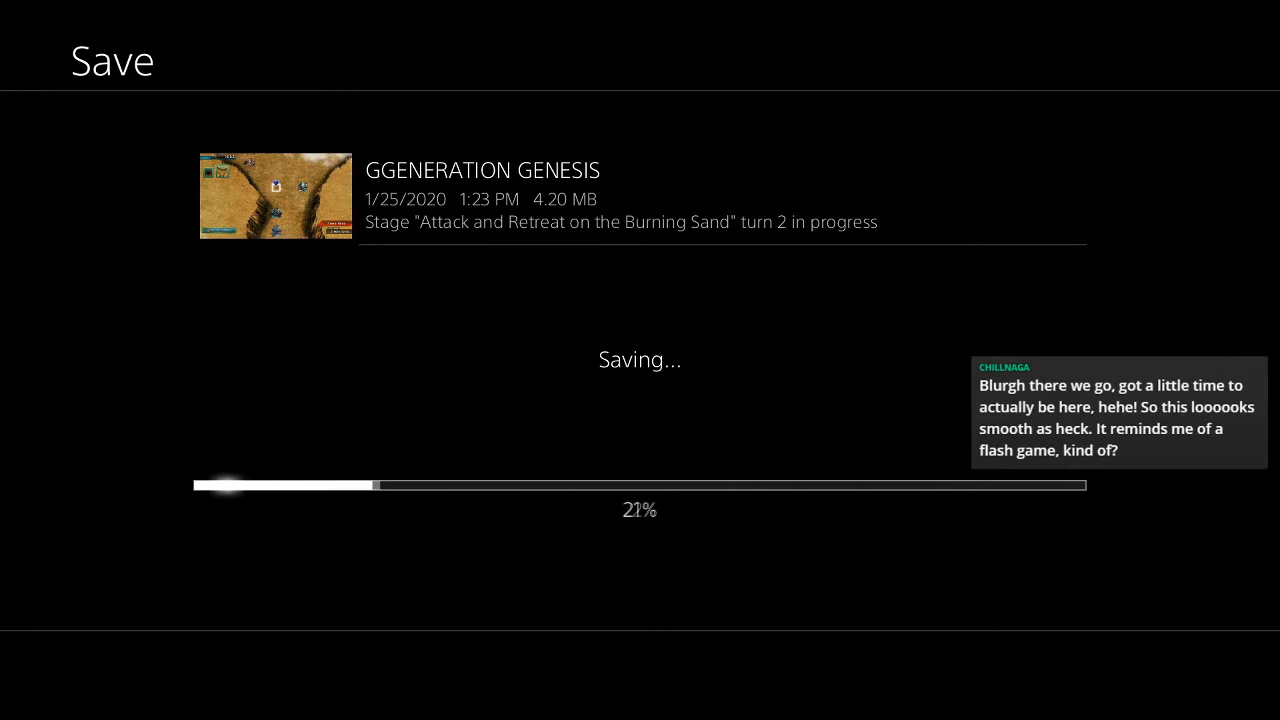 Save
GGENERATION GENESIS
1/25/2020 1:23 PM 4.20 MB
Stage "Attack and Retreat on the Burning Sand" turn 2 in progress
Saving...
CHILLNAGA
Blurgh there we go, got a little time to
actually be here, hehe! So this loooooks
smooth as heck. It reminds me of a
flash game, kind of?
21%